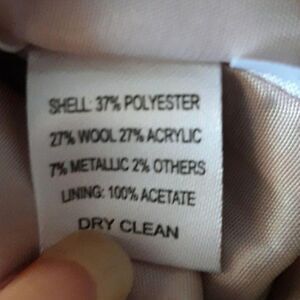 SHELL: 37% POLYESTER
27% WOOL 27% ACRYLIC
7% METALLIC 2% OTHERS
LINING: 100% ACETATE
DRY CLEAN